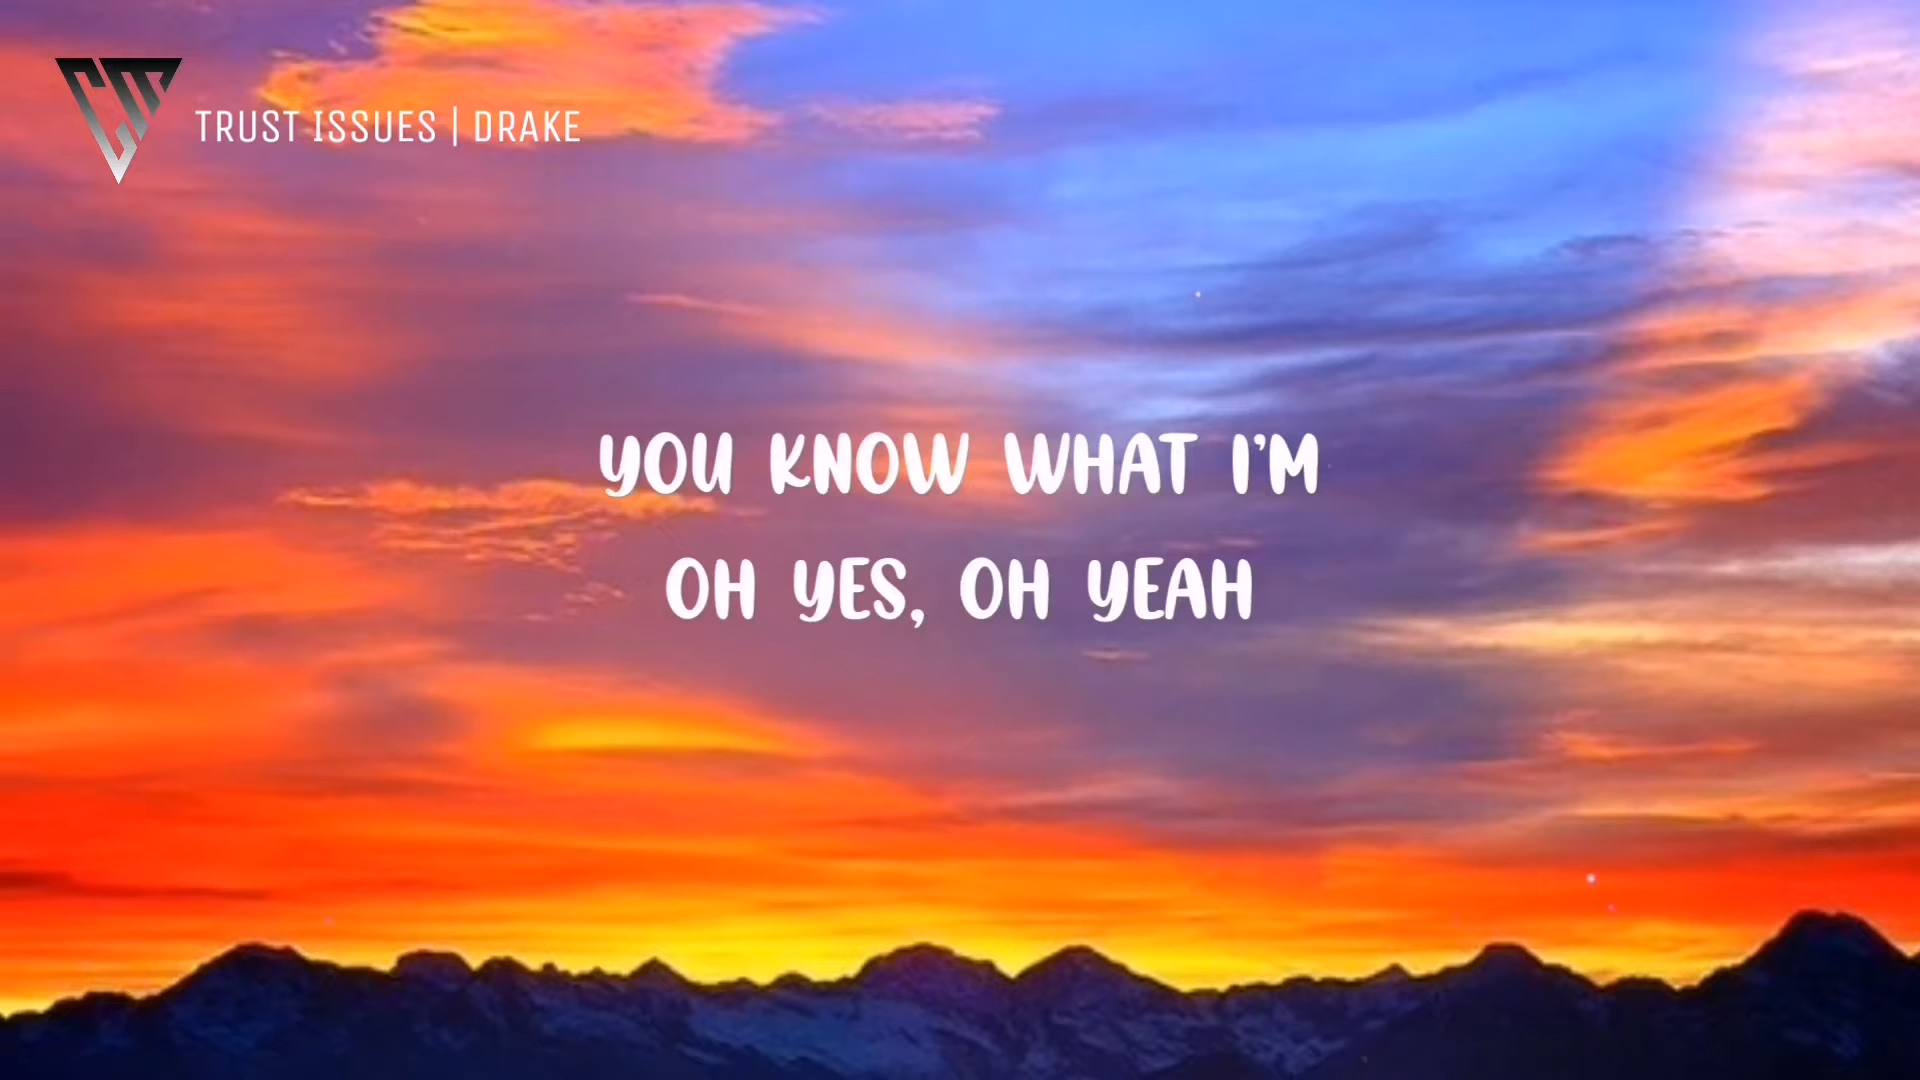 TRUST ISSUES | DRAKE
YOU KNOW WHAT I'M
OH YES, OH YEAH